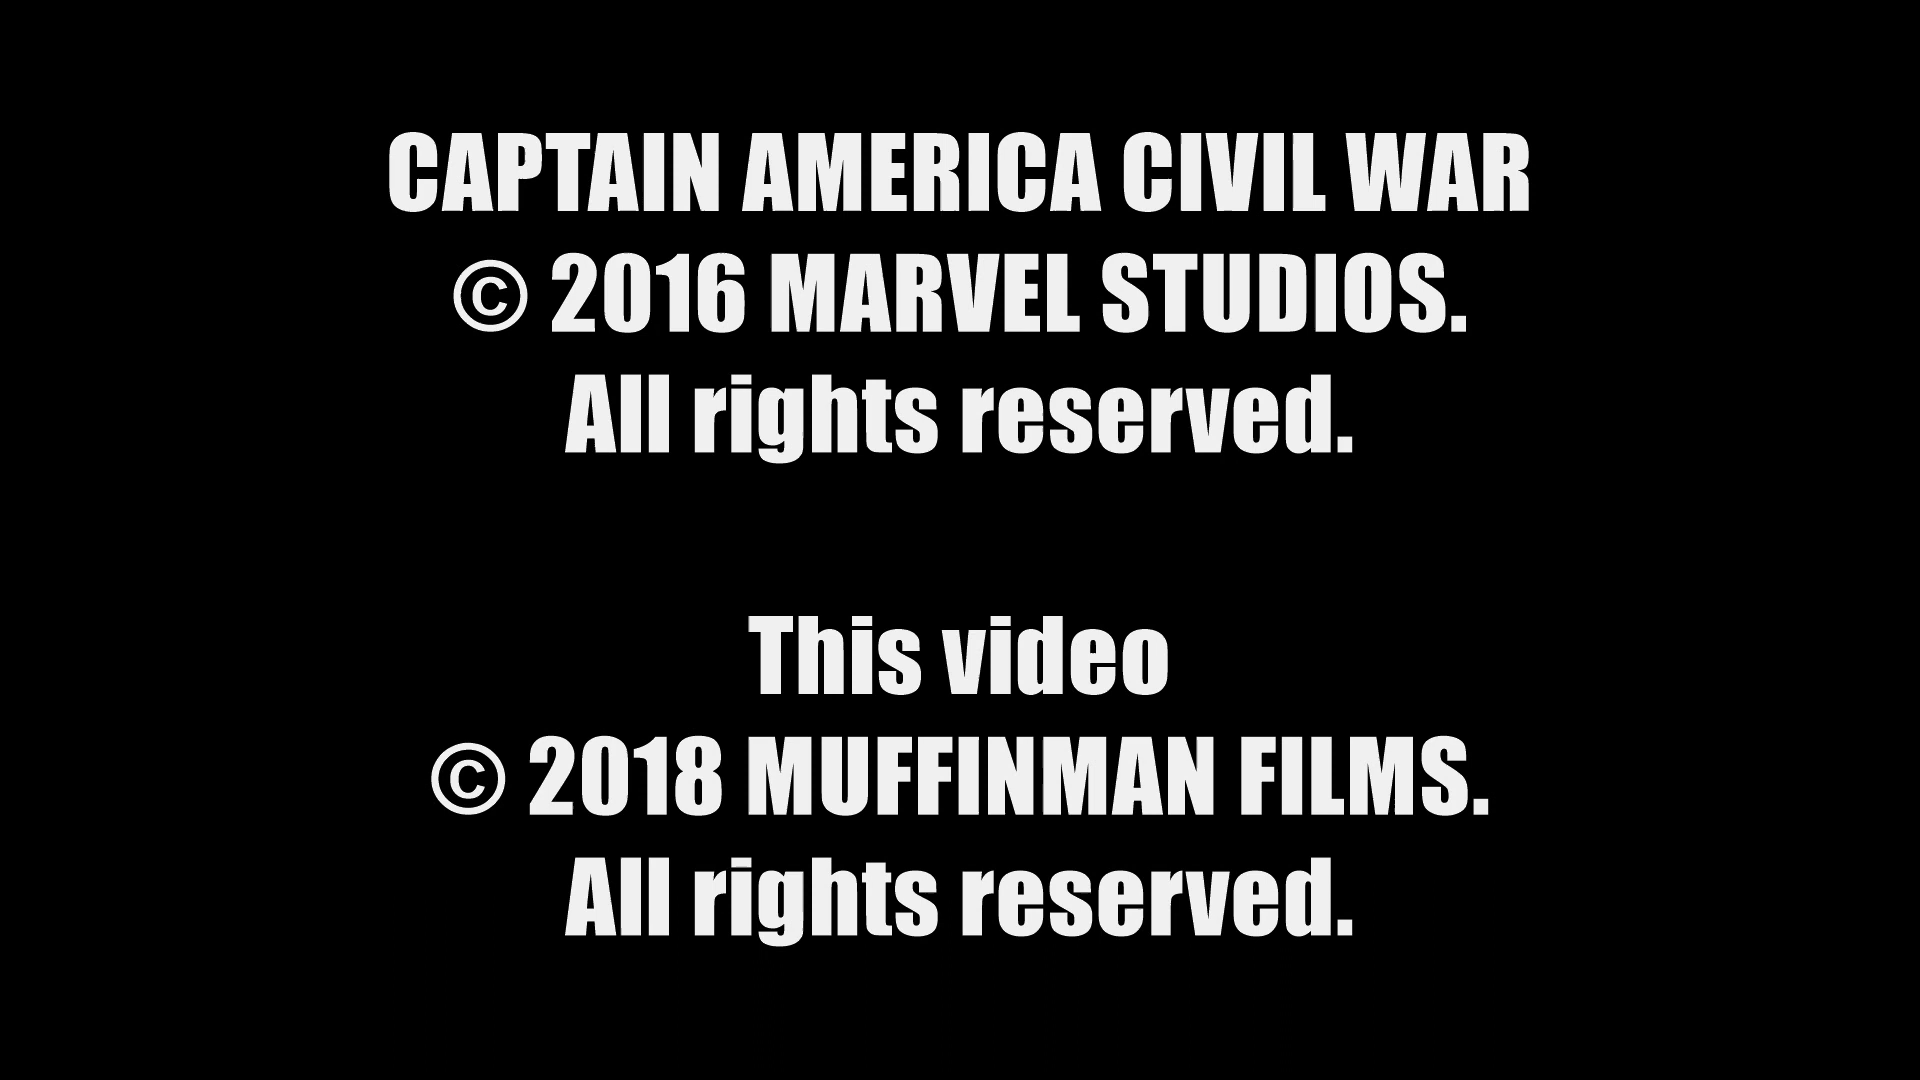 CAPTAIN AMERICA CIVIL WAR
© 2016 MARVEL STUDIOS.
All rights reserved.
This video
© 2018 MUFFINMAN FILMS.
All rights reserved.